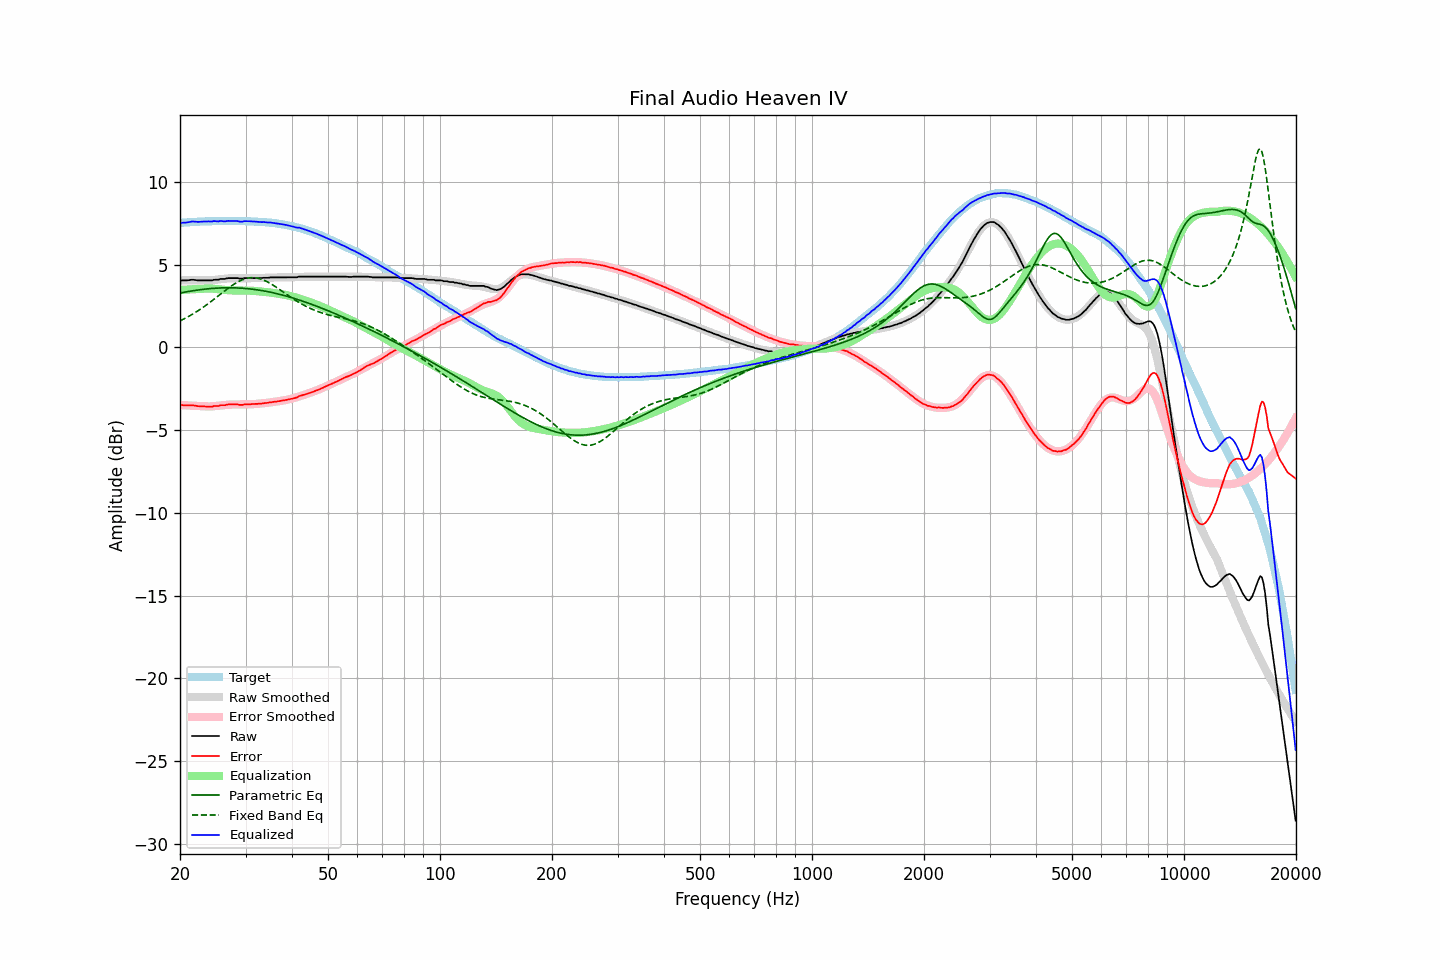 Final Audio Heaven IV
Amplitude (dBr)
10
5
0
−5
−10
−15
−20
−25
−30
Target
Raw Smoothed
Error Smoothed
Raw
Error
Equalization
Parametric Eq
Fixed Band Eq
Equalized
20 50 100 200 500 1000 2000 5000 10000 20000
Frequency (Hz)